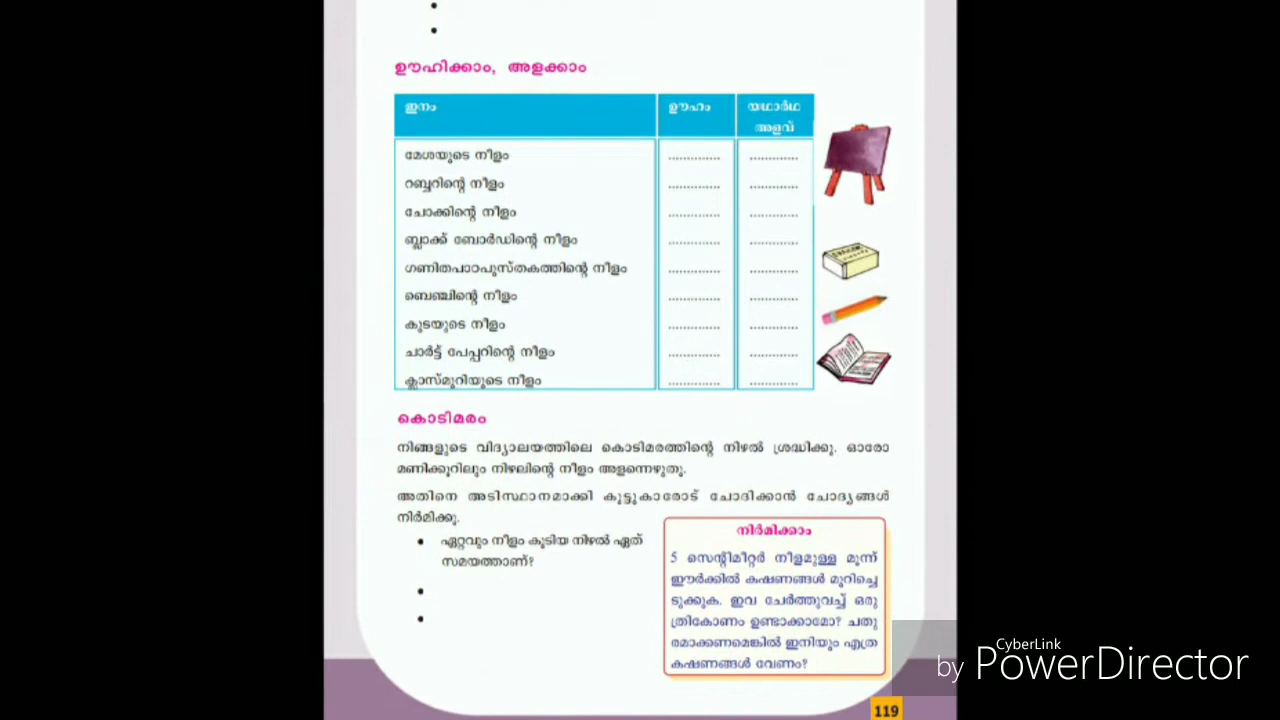 ഊഹിക്കാം, അളക്കാം
ഇനം ഊഹം യഥാർഥ അളവ്
മേശയുടെ നീളം ............. ............
റബ്ബറിന്റെ നീളം ............. ............
ചോക്കിന്റെ നീളം ............. ............
ബ്ലാക്ക് ബോർഡിന്റെ നീളം ............. ............
ഗണിതപാഠപുസ്തകത്തിന്റെ നീളം ............. ............
ബെഞ്ചിന്റെ നീളം ............. ............
കുടയുടെ നീളം ............. ............
ചാർട്ട് പേപ്പറിന്റെ നീളം ............. ............
ക്ലാസ്മുറിയുടെ നീളം ............. ............
കൊടിമരം
നിങ്ങളുടെ വിദ്യാലയത്തിലെ കൊടിമരത്തിന്റെ നിഴൽ ശ്രദ്ധിക്കൂ. ഓരോ
മണിക്കൂറിലും നിഴലിന്റെ നീളം അളന്നെഴുതൂ.
അതിനെ അടിസ്ഥാനമാക്കി കൂട്ടുകാരോട് ചോദിക്കാൻ ചോദ്യങ്ങൾ
നിർമിക്കൂ.
• ഏറ്റവും നീളം കൂടിയ നിഴൽ ഏത്
സമയത്താണ്?
•
•
നിർമിക്കാം
5 സെന്റിമീറ്റർ നീളമുള്ള മൂന്ന്
ഈർക്കിൽ കഷണങ്ങൾ മുറിച്ചെ
ടുക്കുക. ഇവ ചേർത്തുവച്ച് ഒരു
ത്രികോണം ഉണ്ടാക്കാമോ? ചതു
രമാക്കണമെങ്കിൽ ഇനിയും എത്ര
കഷണങ്ങൾ വേണം?
119
CyberLink
by PowerDirector